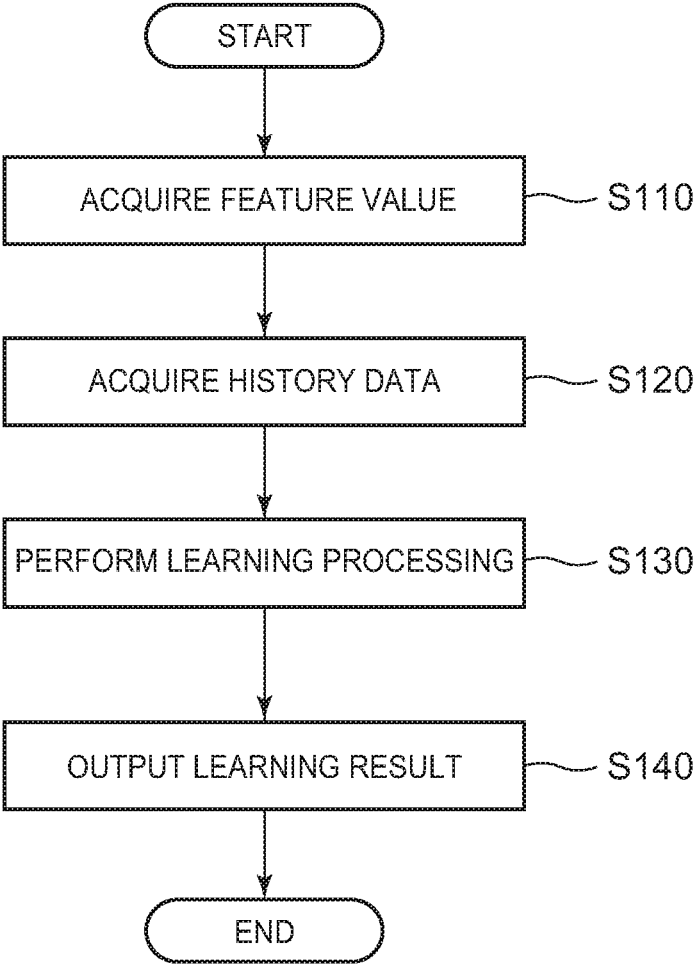 START
ACQUIRE FEATURE VALUE
S110
ACQUIRE HISTORY DATA
S120
PERFORM LEARNING PROCESSING
S130
OUTPUT LEARNING RESULT
S140
END